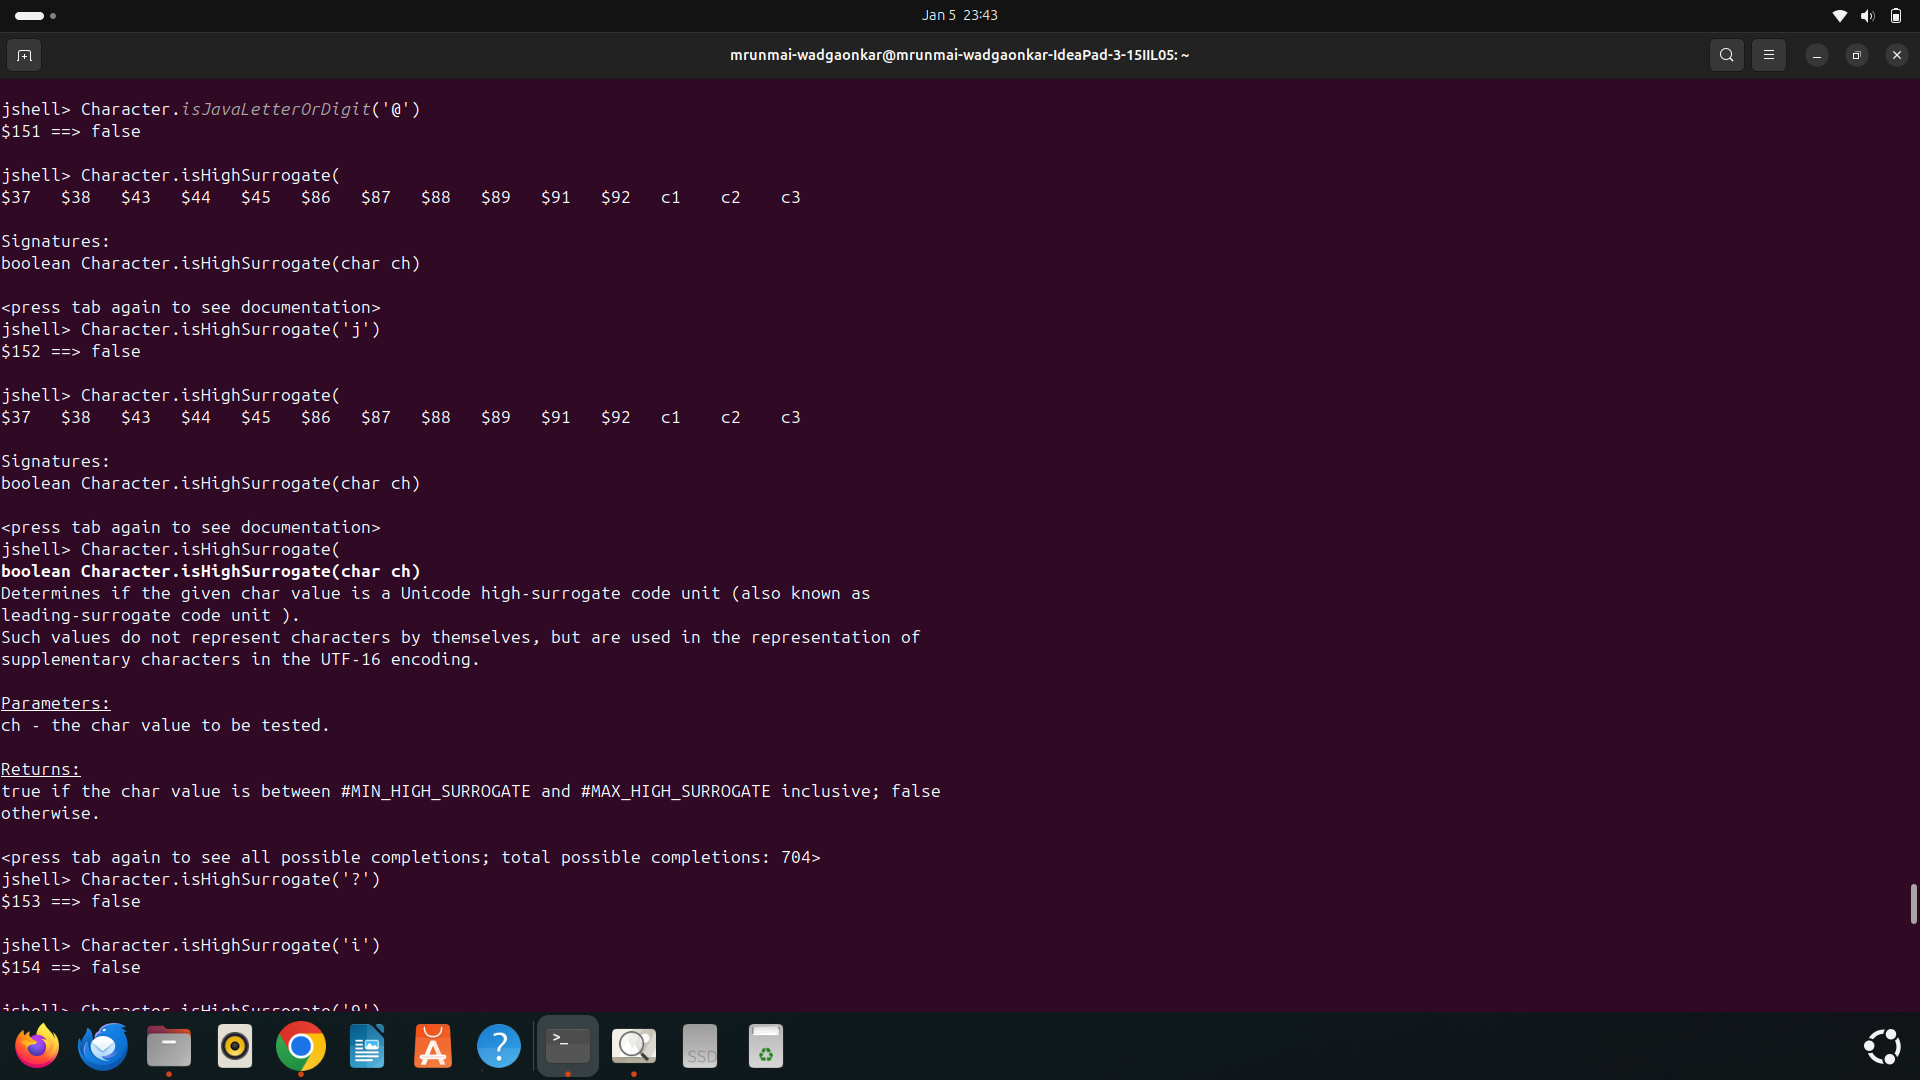 Jan 5 23:43
mrunmai-wadgaonkar@mrunmai-wadgaonkar-IdeaPad-3-15IIL05: ~
jshell> Character.isJavaLetterOrDigit('@')
$151 ==> false
jshell> Character.isHighSurrogate(
$37 $38 $43 $44 $45 $86 $87 $88 $89 $91 $92 c1 c2 c3
Signatures:
boolean Character.isHighSurrogate(char ch)
<press tab again to see documentation>
jshell> Character.isHighSurrogate('j')
$152 ==> false
jshell> Character.isHighSurrogate(
$37 $38 $43 $44 $45 $86 $87 $88 $89 $91 $92 c1 c2 c3
Signatures:
boolean Character.isHighSurrogate(char ch)
<press tab again to see documentation>
jshell> Character.isHighSurrogate(
boolean Character.isHighSurrogate(char ch)
Determines if the given char value is a Unicode high-surrogate code unit (also known as
leading-surrogate code unit ).
Such values do not represent characters by themselves, but are used in the representation of
supplementary characters in the UTF-16 encoding.
Parameters:
ch - the char value to be tested.
Returns:
true if the char value is between #MIN_HIGH_SURROGATE and #MAX_HIGH_SURROGATE inclusive; false
otherwise.
<press tab again to see all possible completions; total possible completions: 704>
jshell> Character.isHighSurrogate('?')
$153 ==> false
jshell> Character.isHighSurrogate('i')
$154 ==> false
jshell> Character.isHighSurrogate('9')
>_
?
SSD